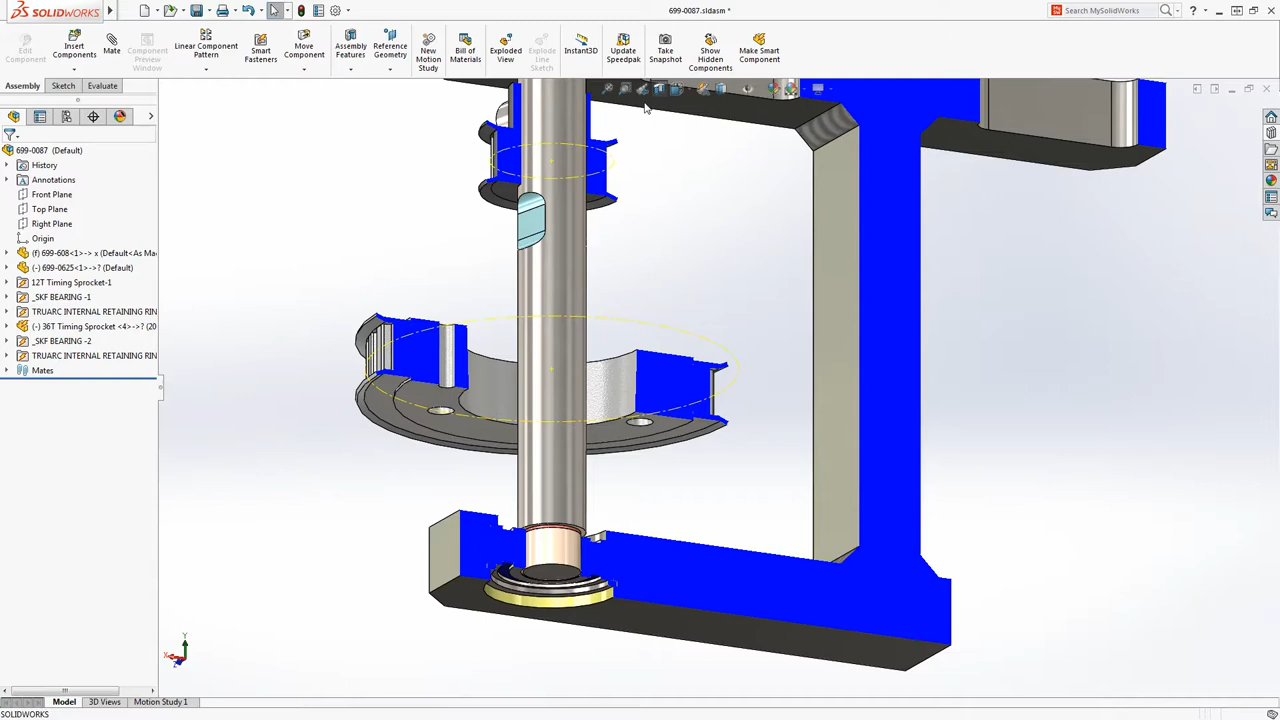 SOLIDWORKS
699-0087.sldasm *
Search MySolidWorks
Edit Component
Insert Components
Mate
Component Preview Window
Linear Component Pattern
Smart Fasteners
Move Component
Assembly Features
Reference Geometry
New Motion Study
Bill of Materials
Exploded View
Explode Line Sketch
Instant3D
Update Speedpak
Take Snapshot
Show Hidden Components
Make Smart Component
Assembly
Sketch
Evaluate
699-0087 (Default)
History
Annotations
Front Plane
Top Plane
Right Plane
Origin
(f) 699-608<1>-> x (Default<As Ma
(-) 699-0625<1>->? (Default)
12T Timing Sprocket-1
_SKF BEARING -1
TRUARC INTERNAL RETAINING RIN
(-) 36T Timing Sprocket <4>->? (20
_SKF BEARING -2
TRUARC INTERNAL RETAINING RIN
Mates
Y
X
Z
Model
3D Views
Motion Study 1
SOLIDWORKS